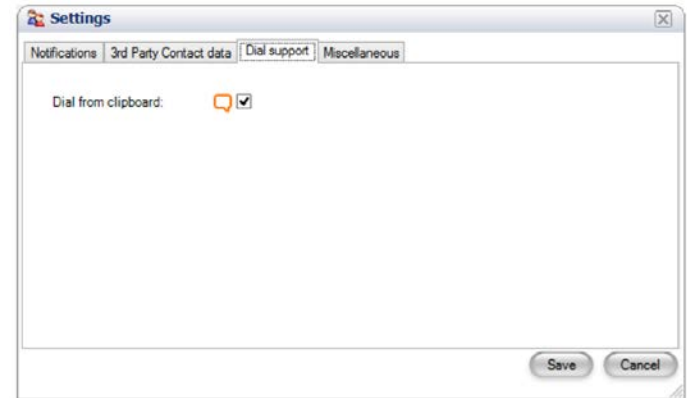 Settings
Notifications 3rd Party Contact data Dial support Miscellaneous
Dial from clipboard:
Save Cancel